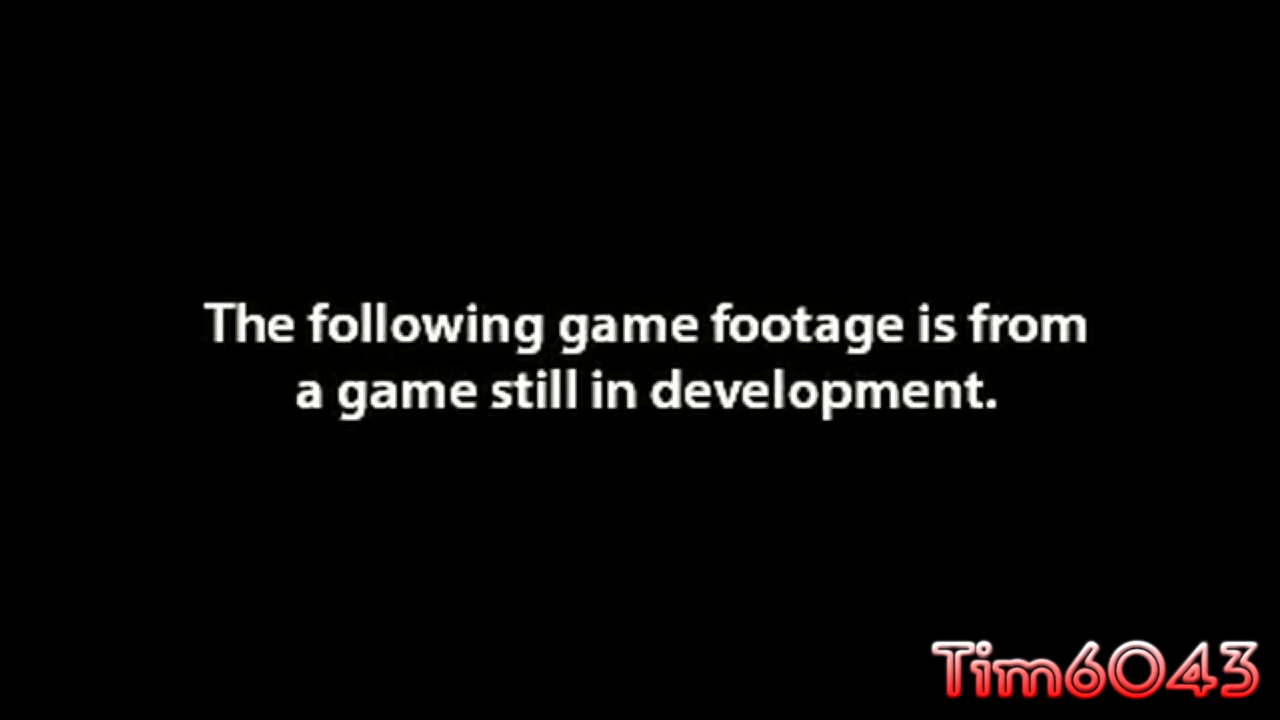 The following game footage is from
a game still in development.
Tim6043